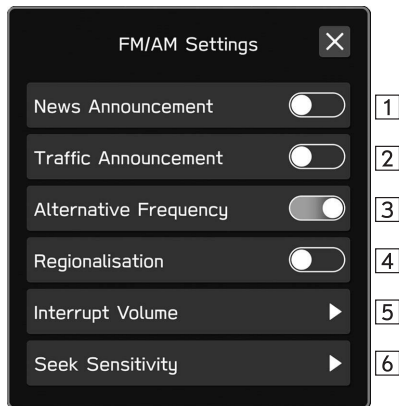 FM/AM Settings
News Announcement 1
Traffic Announcement 2
Alternative Frequency 3
Regionalisation 4
Interrupt Volume 5
Seek Sensitivity 6